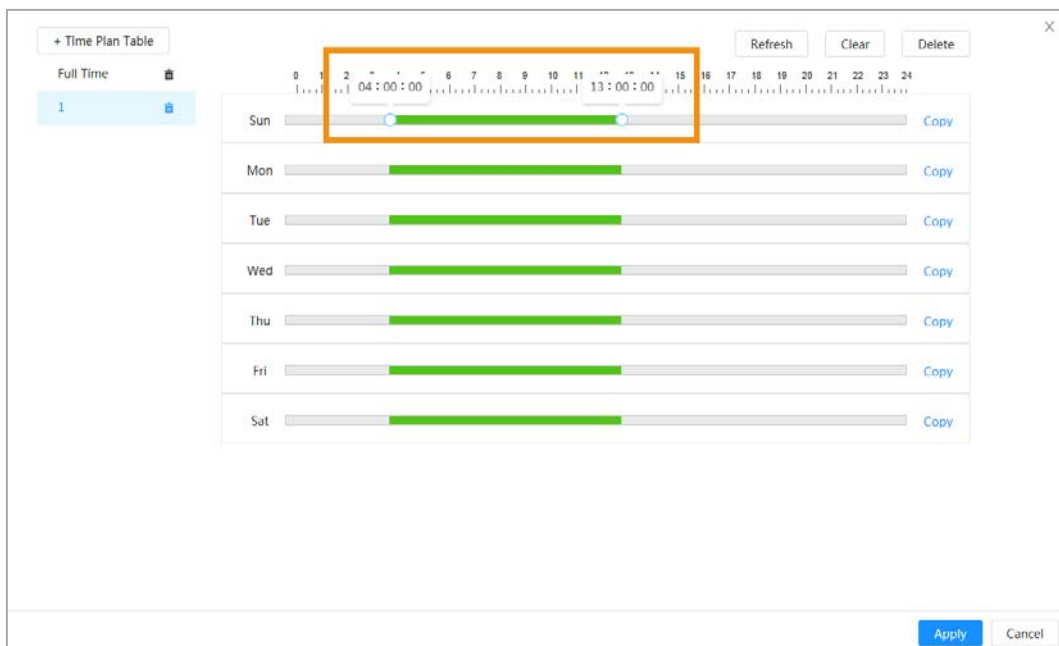 X
+ Time Plan Table
Refresh Clear Delete
Full Time
0 1 2 6 7 8 9 10 11 15 16 17 18 19 20 21 22 23 24
04:00:00 13:00:00
1
Sun Copy
Mon Copy
Tue Copy
Wed Copy
Thu Copy
Fri Copy
Sat Copy
Apply Cancel